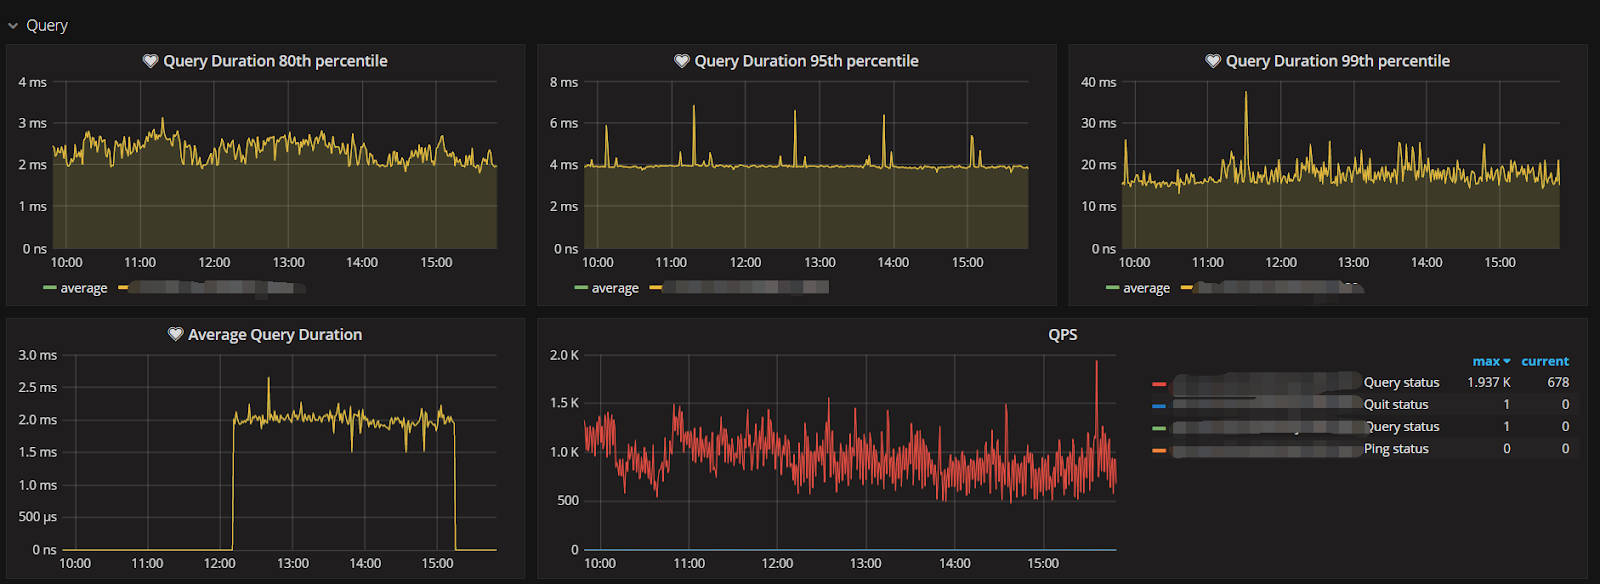 Query
Query Duration 80th percentile
4 ms
3 ms
2 ms
1 ms
0 ns
10:00 11:00 12:00 13:00 14:00 15:00
average
Query Duration 95th percentile
8 ms
6 ms
4 ms
2 ms
0 ns
10:00 11:00 12:00 13:00 14:00 15:00
average
Query Duration 99th percentile
40 ms
30 ms
20 ms
10 ms
0 ns
10:00 11:00 12:00 13:00 14:00 15:00
average
Average Query Duration
3.0 ms
2.5 ms
2.0 ms
1.5 ms
1.0 ms
500 µs
0 ns
10:00 11:00 12:00 13:00 14:00 15:00
QPS
2.0 K
1.5 K
1.0 K
500
0
10:00 11:00 12:00 13:00 14:00 15:00
max current
Query status 1.937 K 678
Quit status 1 0
Query status 1 0
Ping status 0 0